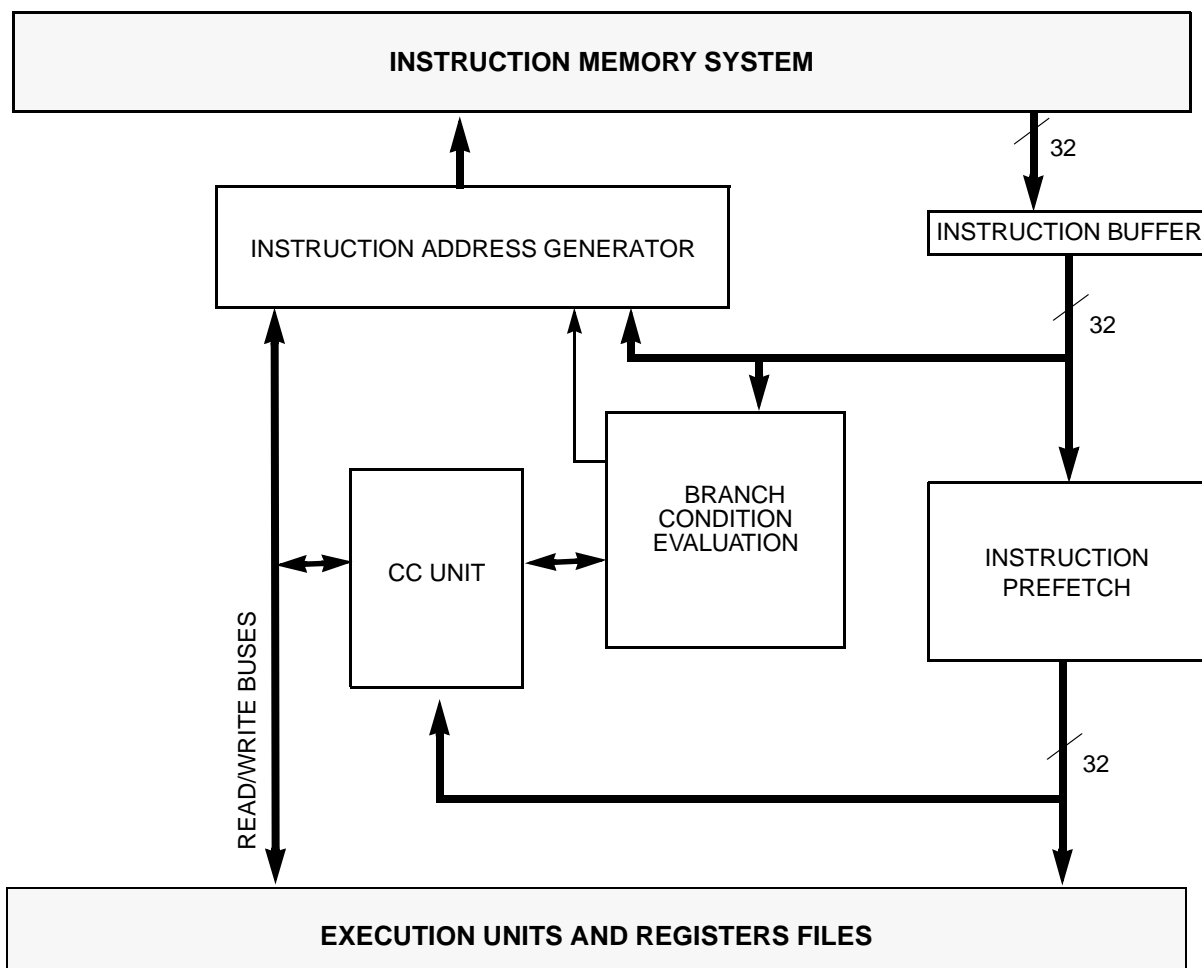 INSTRUCTION MEMORY SYSTEM
32
INSTRUCTION ADDRESS GENERATOR
INSTRUCTION BUFFER
32
BRANCH
CONDITION
EVALUATION
CC UNIT
INSTRUCTION
PREFETCH
READ/WRITE BUSES
32
EXECUTION UNITS AND REGISTERS FILES